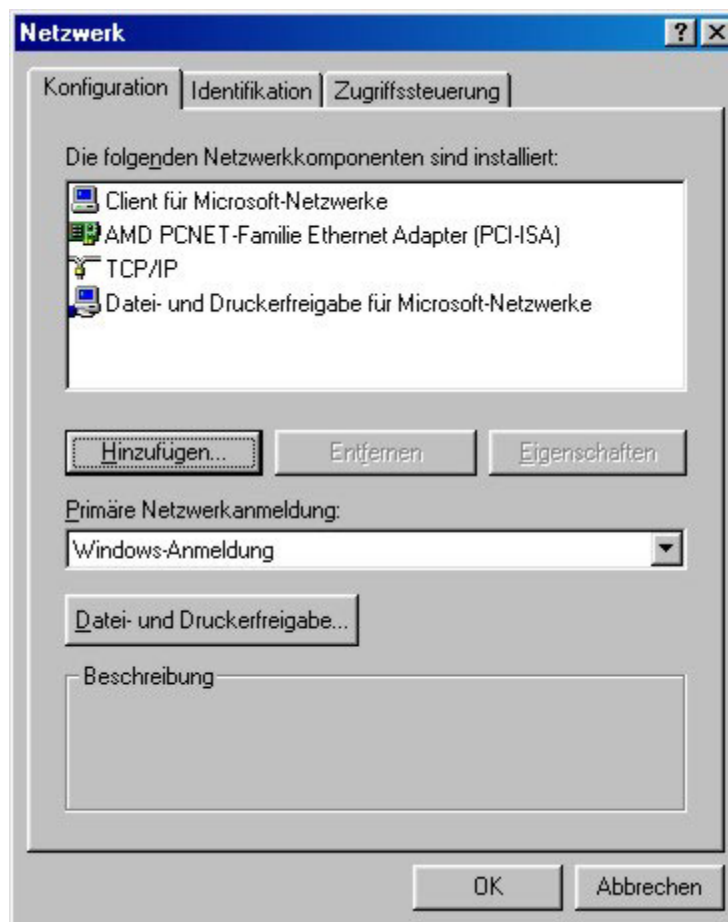 Netzwerk
Konfiguration Identifikation Zugriffssteuerung
Die folgenden Netzwerkkomponenten sind installiert:
Client für Microsoft-Netzwerke
AMD PCNET-Familie Ethernet Adapter (PCI-ISA)
TCP/IP
Datei- und Druckerfreigabe für Microsoft-Netzwerke
Hinzufügen... Entfernen Eigenschaften
Primäre Netzwerkanmeldung:
Windows-Anmeldung
Datei- und Druckerfreigabe...
Beschreibung
OK Abbrechen